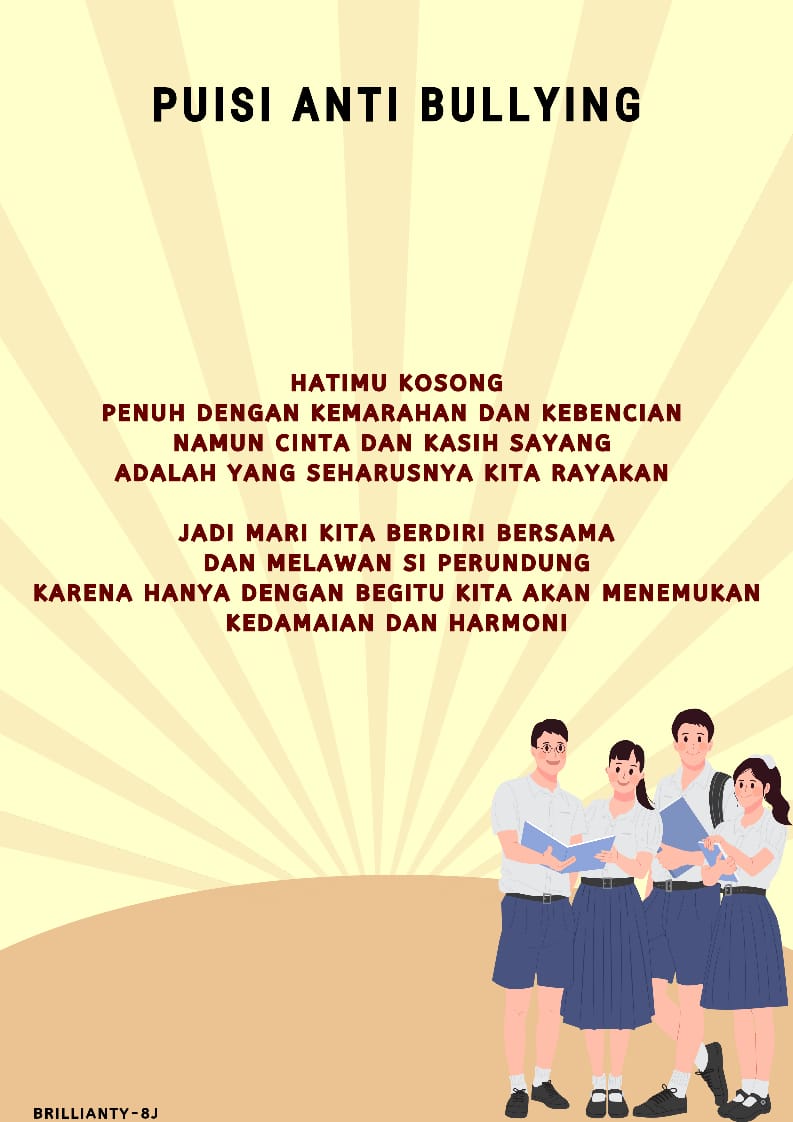 PUISI ANTI BULLYING
HATIMU KOSONG
PENUH DENGAN KEMARAHAN DAN KEBENCIAN
NAMUN CINTA DAN KASIH SAYANG
ADALAH YANG SEHARUSNYA KITA RAYAKAN
JADI MARI KITA BERDIRI BERSAMA
DAN MELAWAN SI PERUNDUNG
KARENA HANYA DENGAN BEGITU KITA AKAN MENEMUKAN
KEDAMAIAN DAN HARMONI
BRILLIANTY-8J